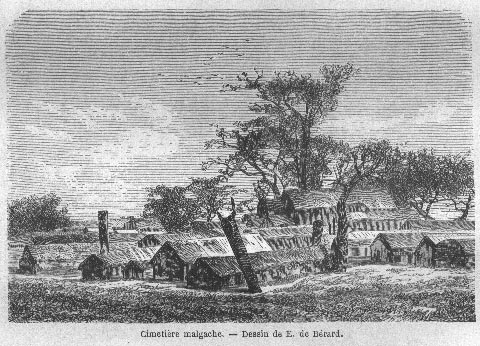 Cimetière malgache. — Dessin de E. de Bérard.